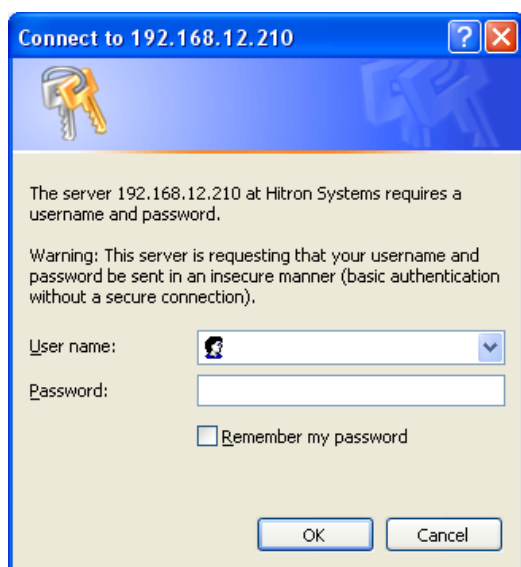 Connect to 192.168.12.210
The server 192.168.12.210 at Hitron Systems requires a
username and password.
Warning: This server is requesting that your username and
password be sent in an insecure manner (basic authentication
without a secure connection).
User name:
Password:
Remember my password
OK
Cancel